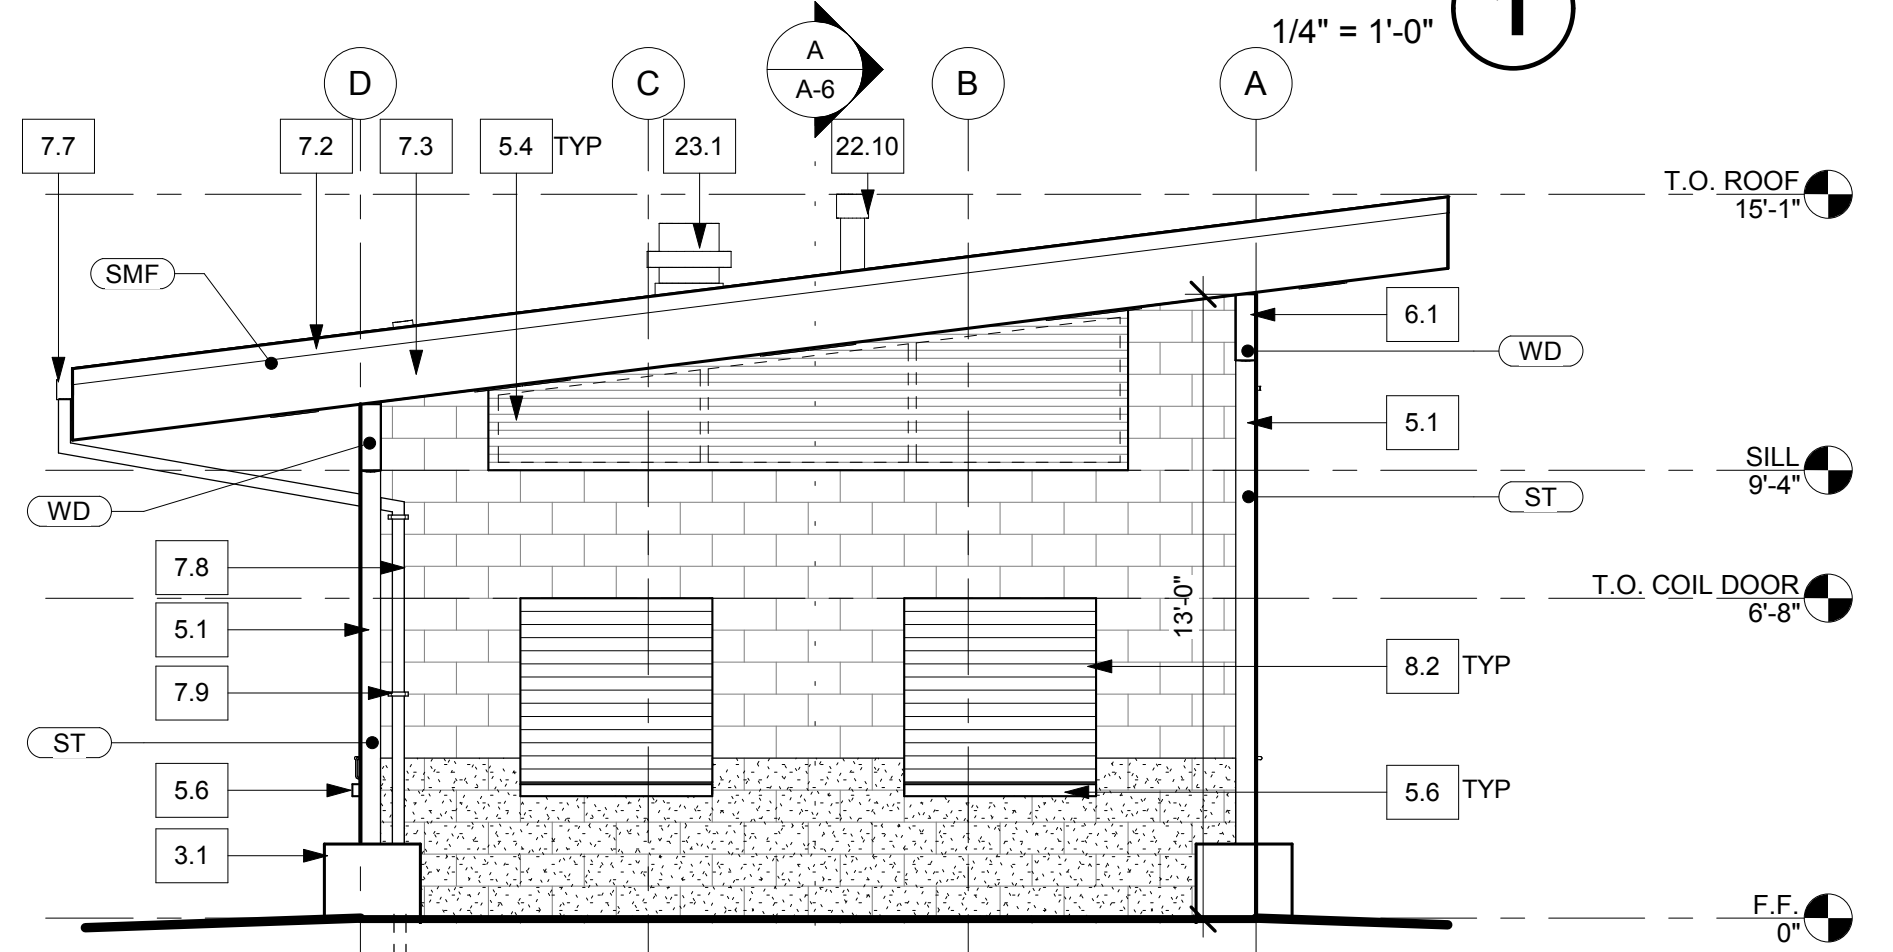 1/4" = 1'-0"
1
D
C
A
A-6
B
A
7.7
7.2
7.3
5.4 TYP
23.1
22.10
T.O. ROOF
15'-1"
SMF
6.1
WD
5.1
SILL
9'-4"
WD
ST
7.8
T.O. COIL DOOR
6'-8"
13'-0"
5.1
8.2 TYP
7.9
ST
5.6
5.6 TYP
3.1
F.F.
0"